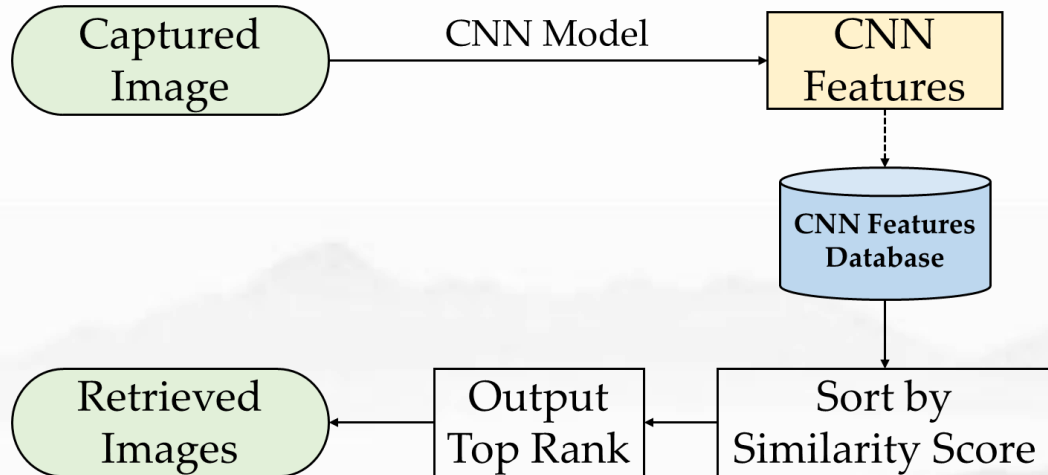 Captured
Image
CNN Model
CNN
Features
CNN Features
Database
Sort by
Similarity Score
Output
Top Rank
Retrieved
Images